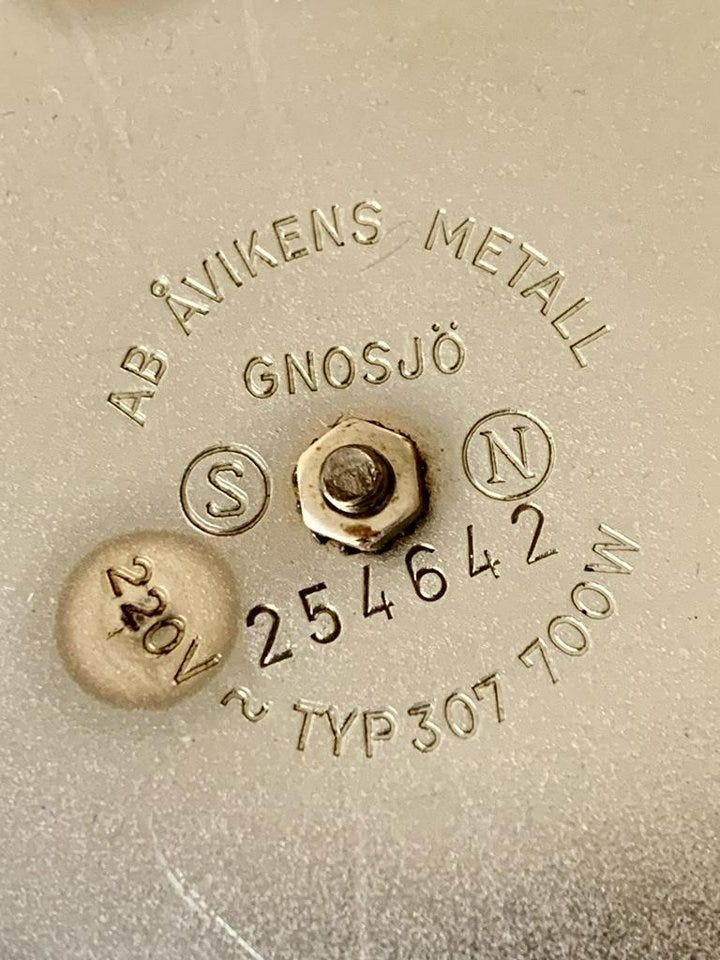 AB ÅVIKENS METALL
GNOSJÖ
S N
254642
220V ~ TYP 307 700W